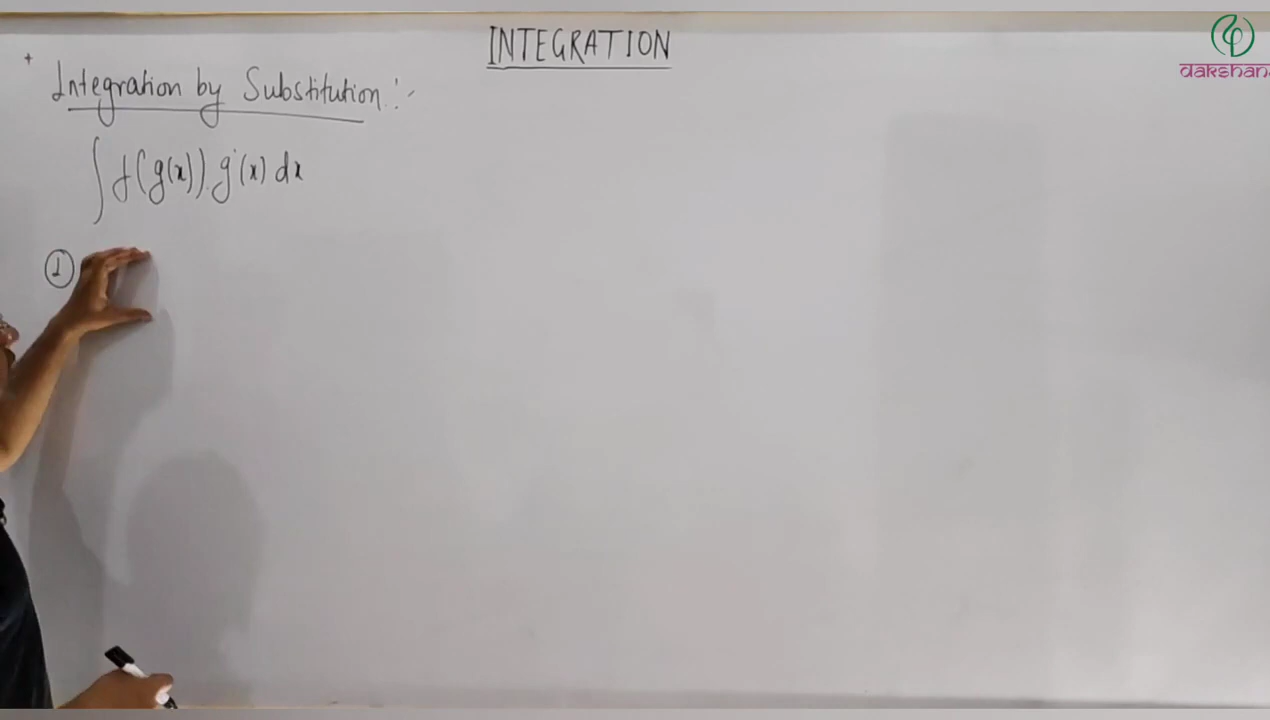 INTEGRATION
dakshana
Integration by Substitution :-
∫ f(g(x)). g'(x) dx
①